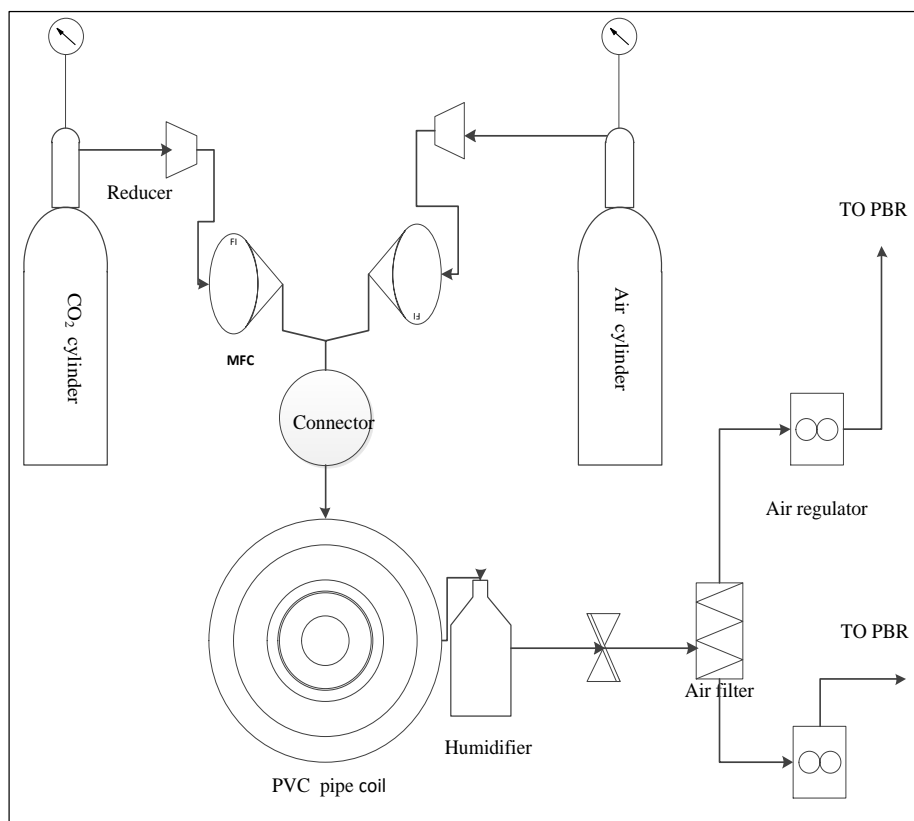 Reducer
TO PBR
CO₂ cylinder
Air cylinder
FI
FI
MFC
Connector
Air regulator
TO PBR
Air filter
Humidifier
PVC pipe coil